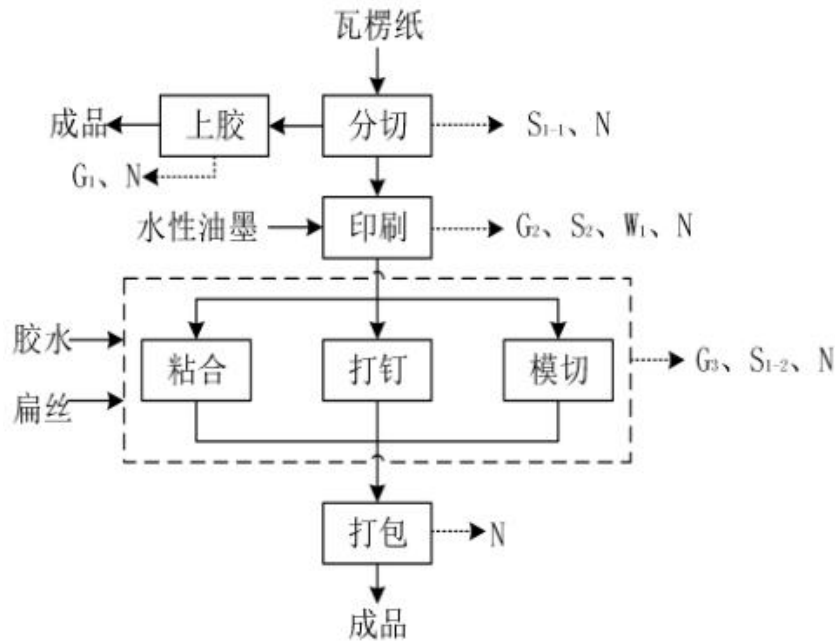 瓦楞纸
成品 上胶 分切 S₁₋₁、N
G₁、N
水性油墨 印刷 G₂、S₂、W₁、N
胶水
粘合 打钉 模切 G₃、S₁₋₂、N
扁丝
打包 N
成品